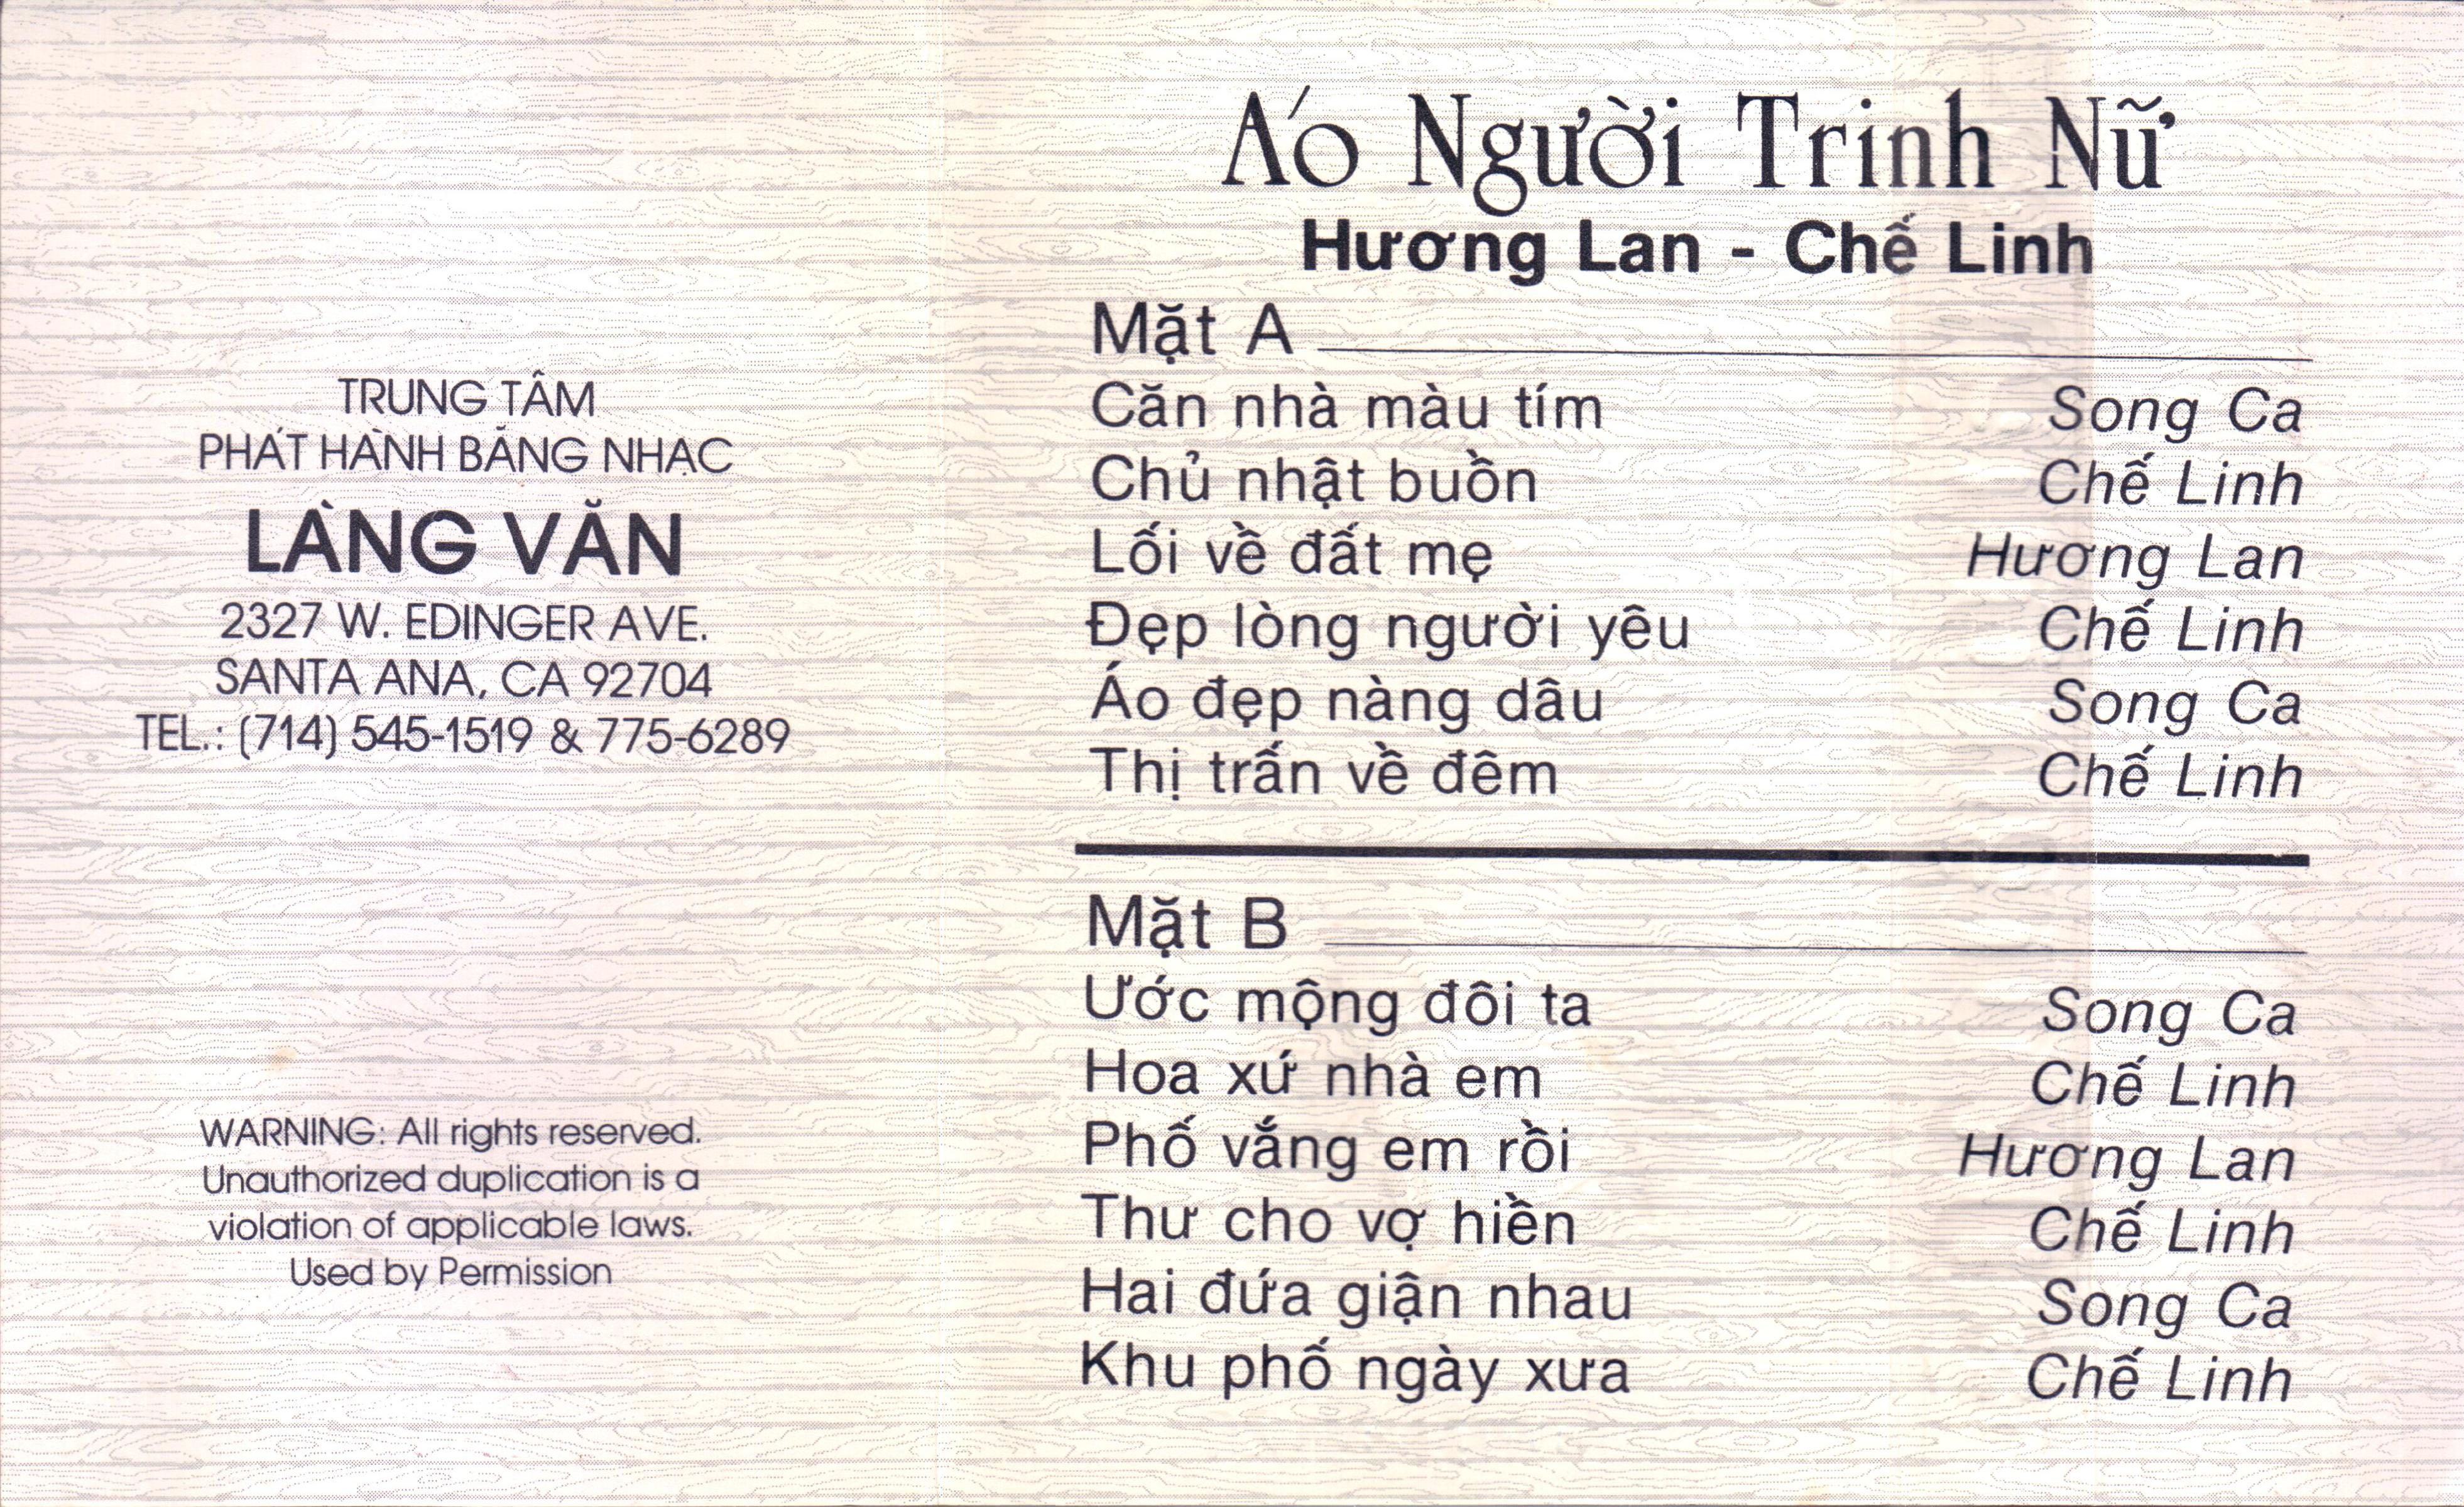 TRUNG TÂM
PHÁT HÀNH BĂNG NHẠC
LÀNG VĂN
2327 W. EDINGER AVE.
SANTA ANA, CA 92704
TEL.: (714) 545-1519 & 775-6289
WARNING: All rights reserved.
Unauthorized duplication is a
violation of applicable laws.
Used by Permission
Áo Người Trinh Nữ
Hương Lan - Chế Linh
Mặt A
Căn nhà màu tím Song Ca
Chủ nhật buồn Chế Linh
Lối về đất mẹ Hương Lan
Đẹp lòng người yêu Chế Linh
Áo đẹp nàng dâu Song Ca
Thị trấn về đêm Chế Linh
Mặt B
Ước mộng đôi ta Song Ca
Hoa xứ nhà em Chế Linh
Phố vắng em rồi Hương Lan
Thư cho vợ hiền Chế Linh
Hai đứa giận nhau Song Ca
Khu phố ngày xưa Chế Linh